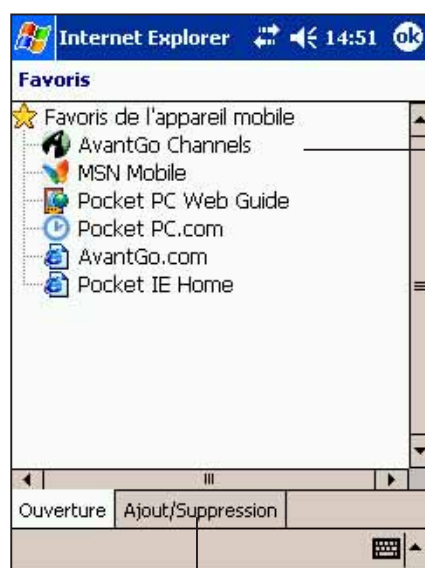 Internet Explorer 14:51 ok
Favoris
Favoris de l'appareil mobile
AvantGo Channels
MSN Mobile
Pocket PC Web Guide
Pocket PC.com
AvantGo.com
Pocket IE Home
Ouverture Ajout/Suppression